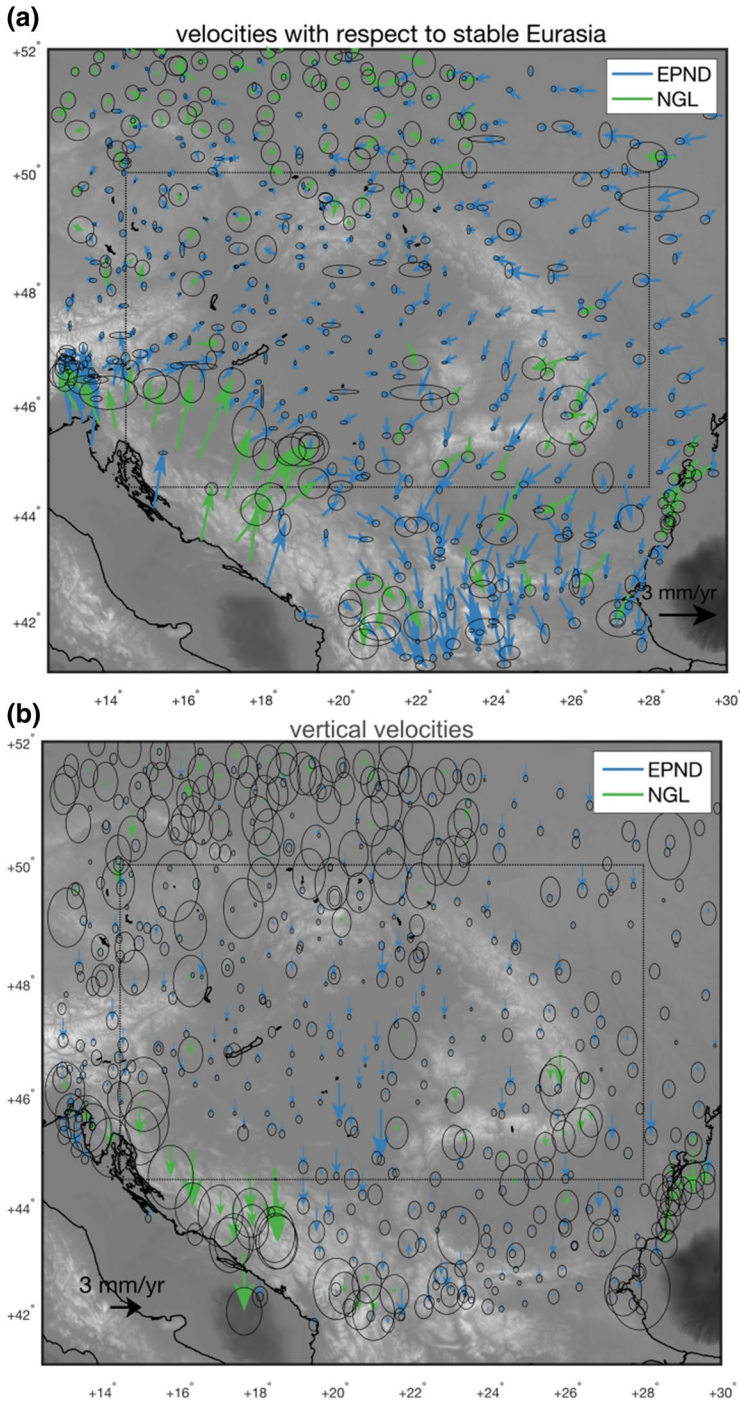 (a)
velocities with respect to stable Eurasia
+52°
EPND
NGL
+50°
+48°
+46°
+44°
+42°
3 mm/yr
+14° +16° +18° +20° +22° +24° +26° +28° +30°
(b)
vertical velocities
+52°
EPND
NGL
+50°
+48°
+46°
+44°
+42°
3 mm/yr
+14° +16° +18° +20° +22° +24° +26° +28° +30°